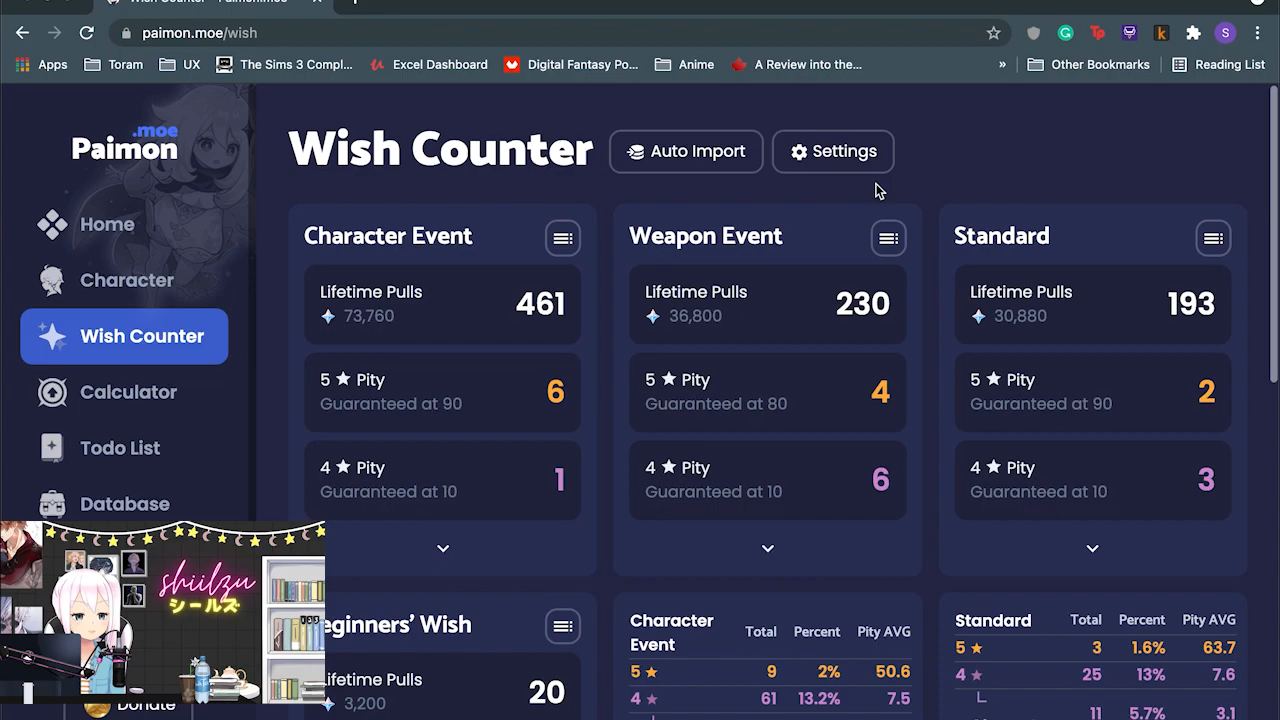 paimon.moe/wish
S
Tp
k
Apps
Toram
UX
The Sims 3 Compl...
Excel Dashboard
Digital Fantasy Po...
Anime
A Review into the...
»
Other Bookmarks
Reading List
.moe
Paimon
Home
Character
Wish Counter
Calculator
Todo List
Database
Donate
Wish Counter
Auto Import
Settings
Character Event
Lifetime Pulls
73,760
461
5 ★ Pity
Guaranteed at 90
6
4 ★ Pity
Guaranteed at 10
1
Weapon Event
Lifetime Pulls
36,800
230
5 ★ Pity
Guaranteed at 80
4
4 ★ Pity
Guaranteed at 10
6
Standard
Lifetime Pulls
30,880
193
5 ★ Pity
Guaranteed at 90
2
4 ★ Pity
Guaranteed at 10
3
shiilzu
シールズ
eginners' Wish
Lifetime Pulls
3,200
20
Character Event Total Percent Pity AVG
5 ★ 9 2% 50.6
4 ★ 61 13.2% 7.5
Standard Total Percent Pity AVG
5 ★ 3 1.6% 63.7
4 ★ 25 13% 7.6
11 5.7% 3.1